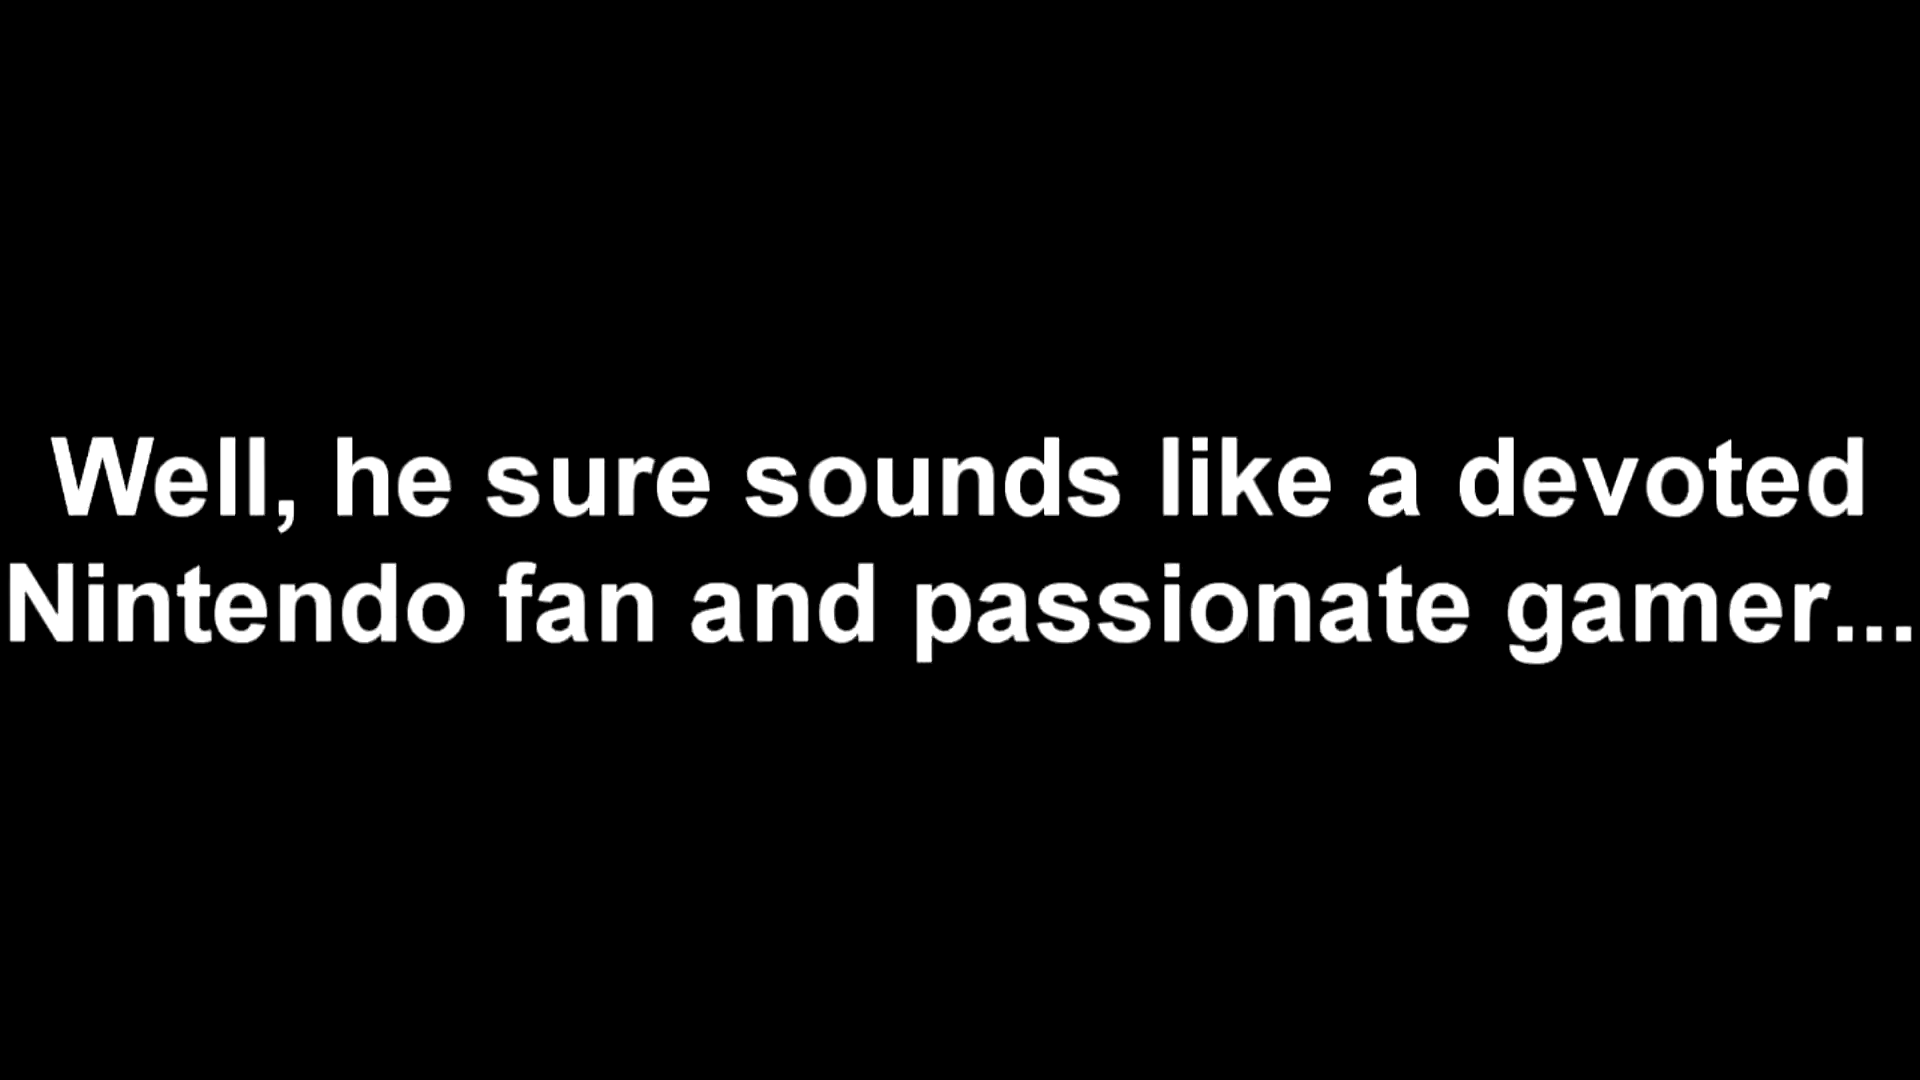 Well, he sure sounds like a devoted
Nintendo fan and passionate gamer...